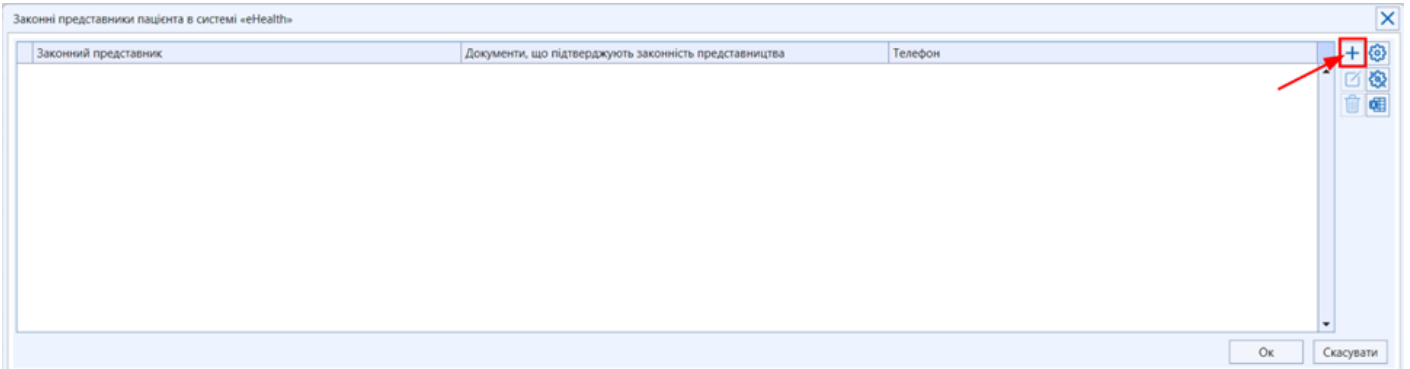 Законні представники пацієнта в системі «eHealth»
Законний представник Документи, що підтверджують законність представництва Телефон
Ок Скасувати